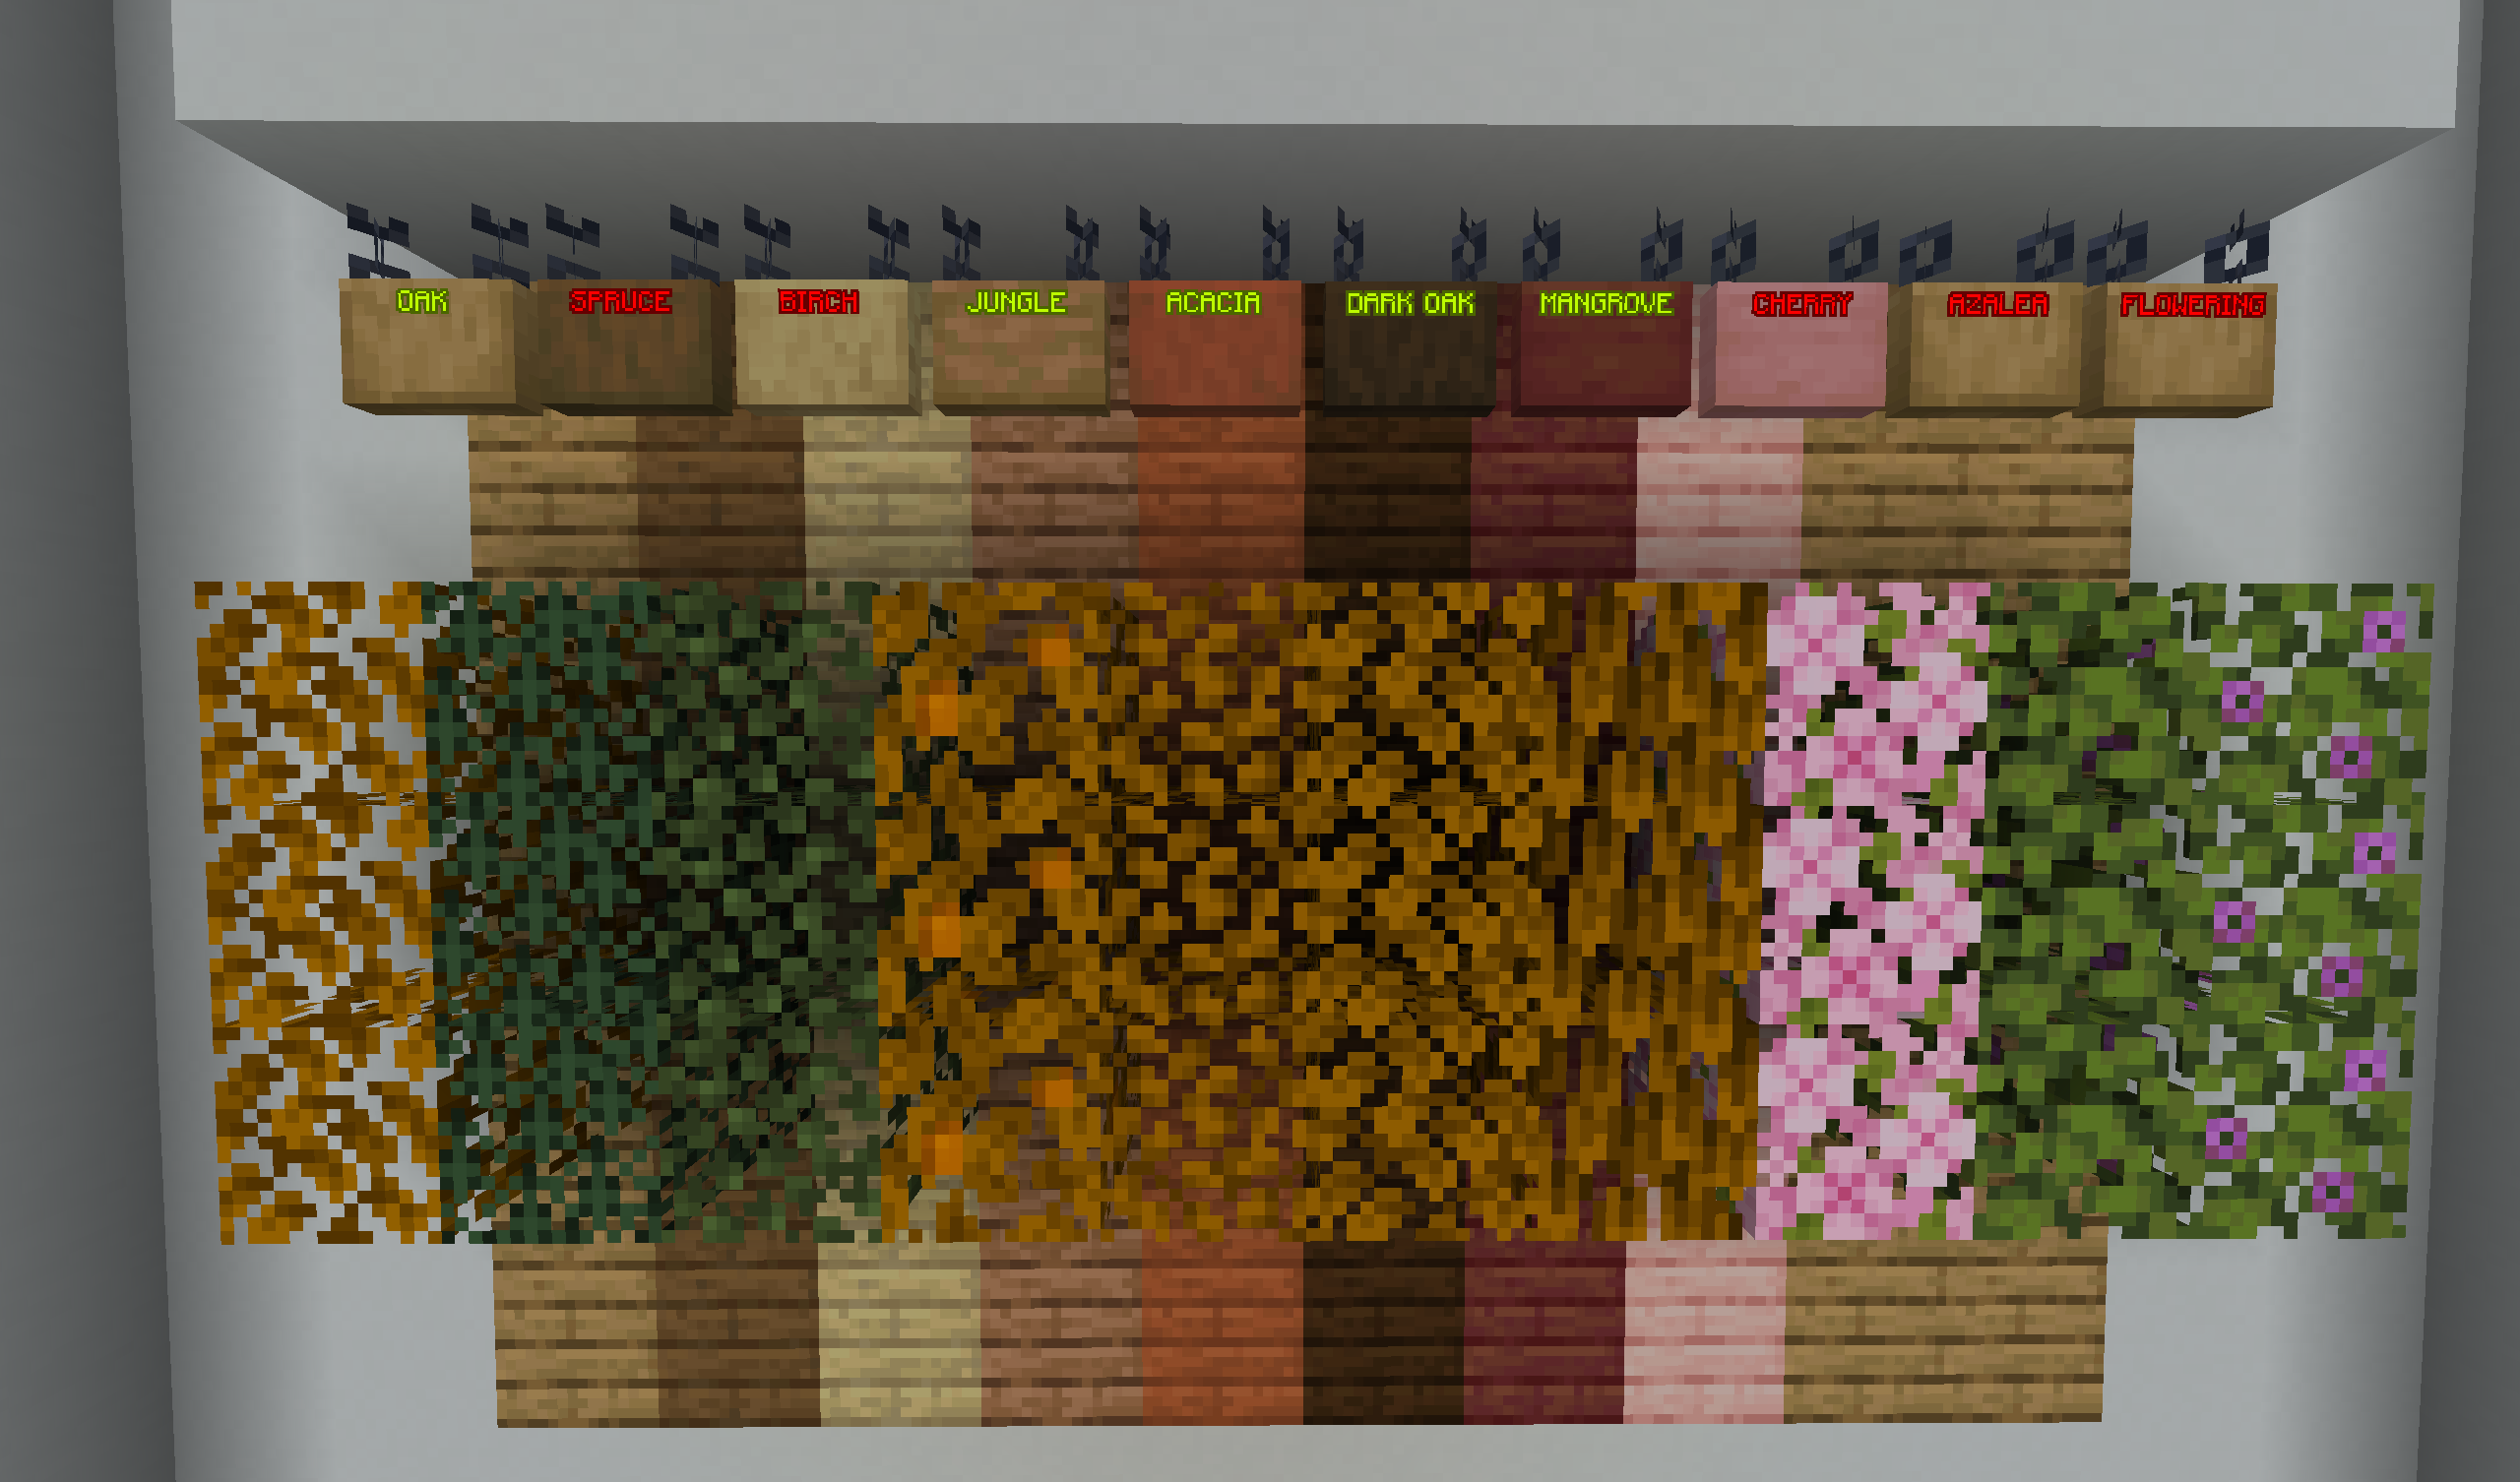 OAK
SPRUCE
BIRCH
JUNGLE
ACACIA
DARK OAK
MANGROVE
CHERRY
AZALEA
FLOWERING